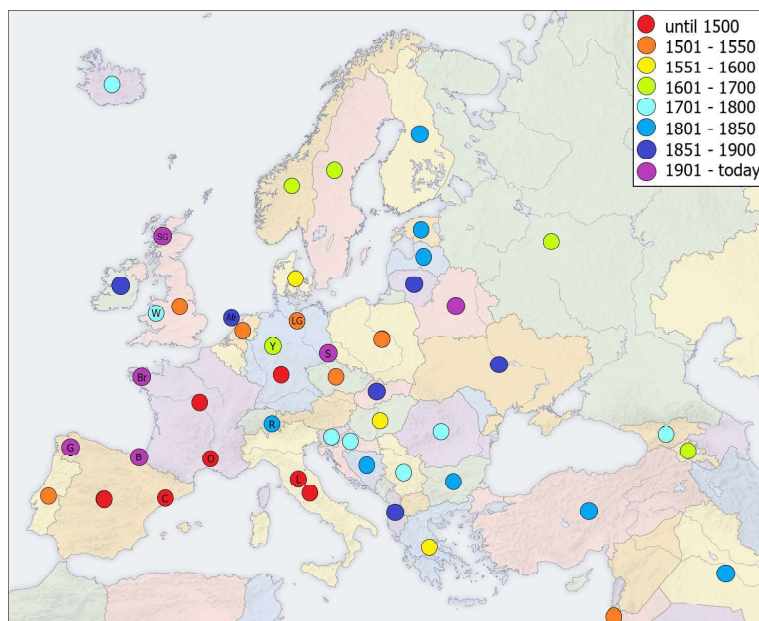 until 1500
1501 - 1550
1551 - 1600
1601 - 1700
1701 - 1800
1801 - 1850
1851 - 1900
1901 - today
SG
W
Afr
LG
Y
S
Br
R
G
B
O
L
C